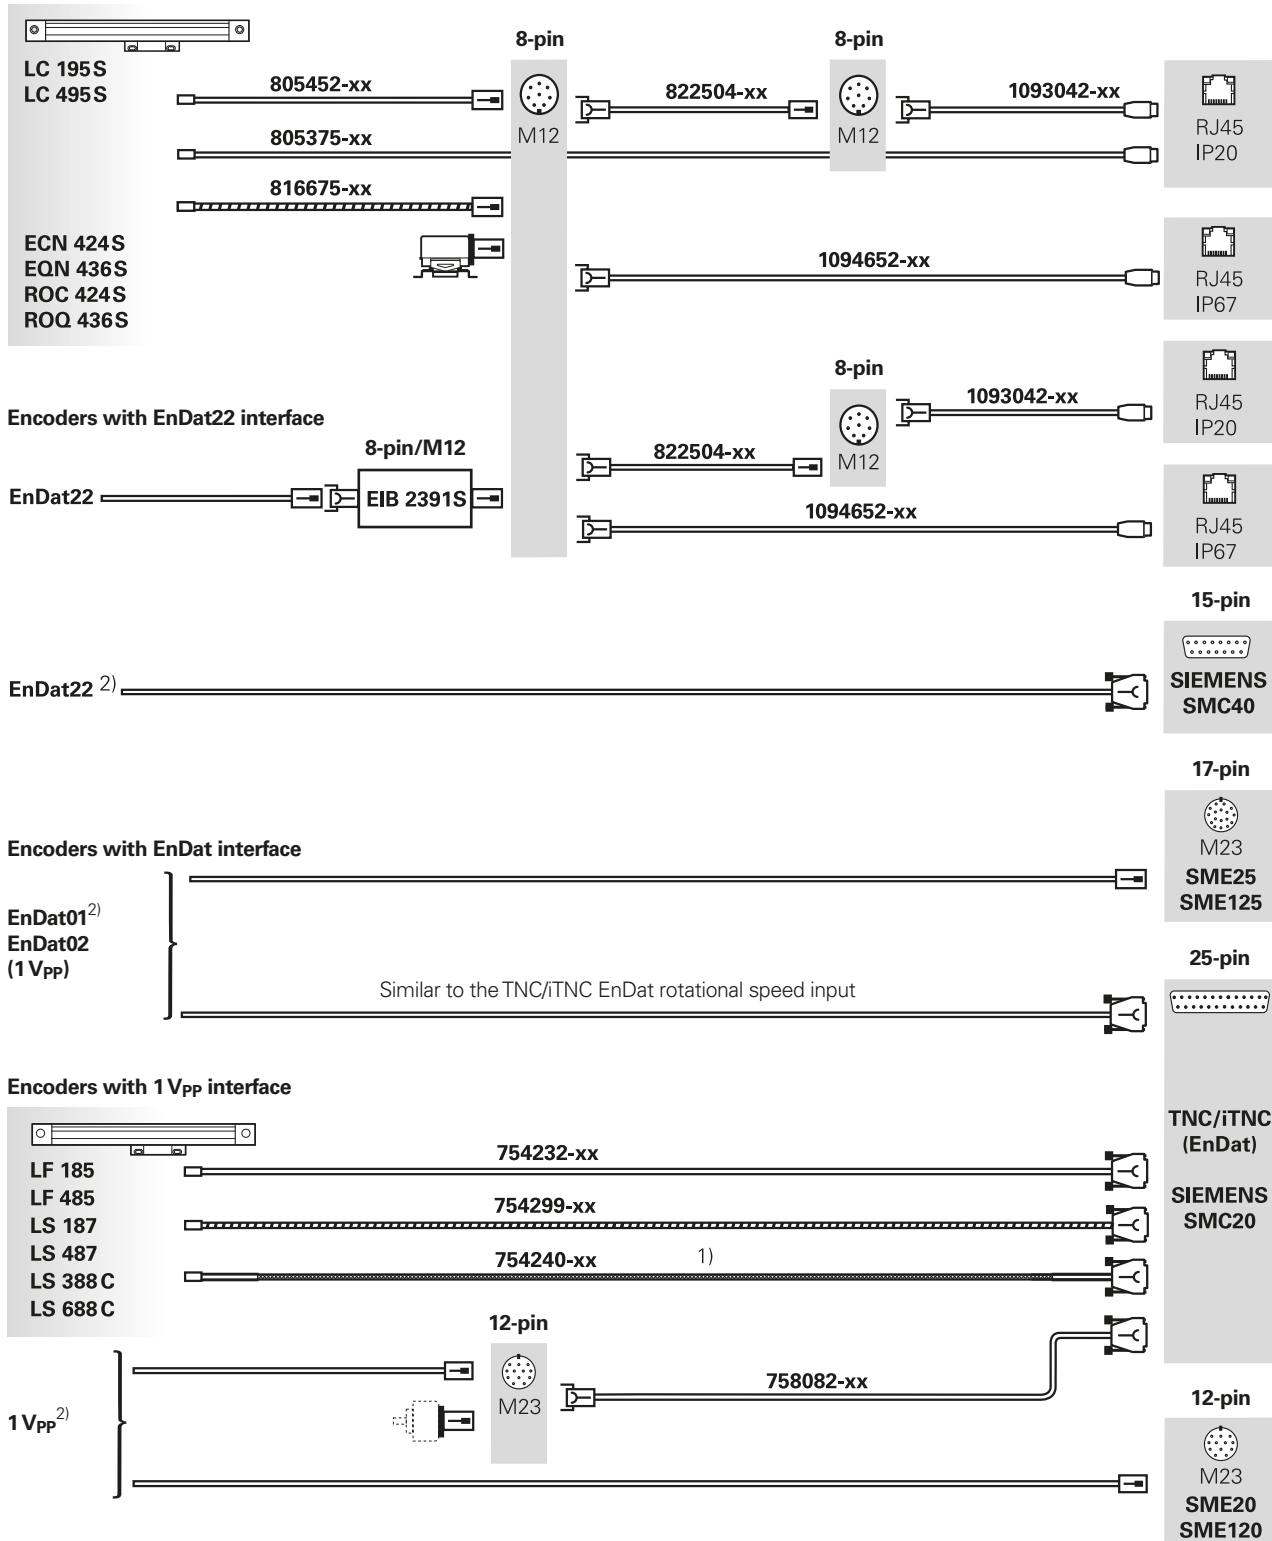 8-pin
8-pin
LC 195 S
LC 495 S
805452-xx
822504-xx
1093042-xx
M12
M12
RJ45
IP20
805375-xx
816675-xx
ECN 424 S
EQN 436 S
ROC 424 S
ROQ 436 S
1094652-xx
RJ45
IP67
8-pin
1093042-xx
RJ45
IP20
Encoders with EnDat22 interface
8-pin/M12
822504-xx
M12
EnDat22
EIB 2391S
1094652-xx
RJ45
IP67
15-pin
EnDat22 2)
SIEMENS
SMC40
17-pin
M23
SME25
SME125
Encoders with EnDat interface
EnDat01 2)
EnDat02
(1 VPP)
25-pin
Similar to the TNC/iTNC EnDat rotational speed input
Encoders with 1 VPP interface
TNC/iTNC
(EnDat)
SIEMENS
SMC20
LF 185
LF 485
LS 187
LS 487
LS 388 C
LS 688 C
754232-xx
754299-xx
754240-xx 1)
12-pin
M23
758082-xx
1 VPP 2)
12-pin
M23
SME20
SME120